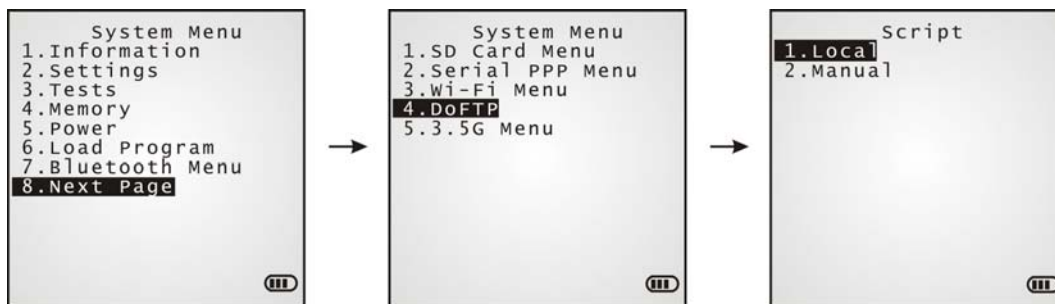 System Menu
1.Information
2.Settings
3.Tests
4.Memory
5.Power
6.Load Program
7.Bluetooth Menu
8.Next Page
System Menu
1.SD Card Menu
2.Serial PPP Menu
3.Wi-Fi Menu
4.DoFTP
5.3.5G Menu
Script
1.Local
2.Manual